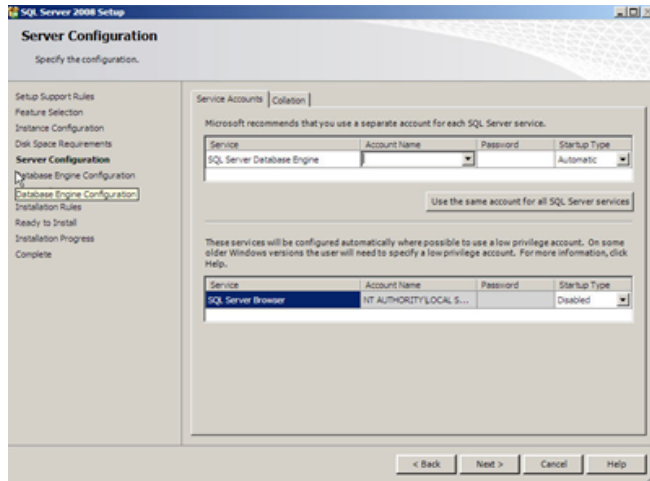 SQL Server 2008 Setup
Server Configuration
Specify the configuration.
Setup Support Rules
Feature Selection
Instance Configuration
Disk Space Requirements
Server Configuration
Database Engine Configuration
Database Engine Configuration
Installation Rules
Ready to Install
Installation Progress
Complete
Service Accounts Collation
Microsoft recommends that you use a separate account for each SQL Server service.
Service Account Name Password Startup Type
SQL Server Database Engine Automatic
Use the same account for all SQL Server services
These services will be configured automatically where possible to use a low privilege account. On some
older Windows versions the user will need to specify a low privilege account. For more information, click
Help.
Service Account Name Password Startup Type
SQL Server Browser NT AUTHORITY\LOCAL S... Disabled
< Back Next > Cancel Help